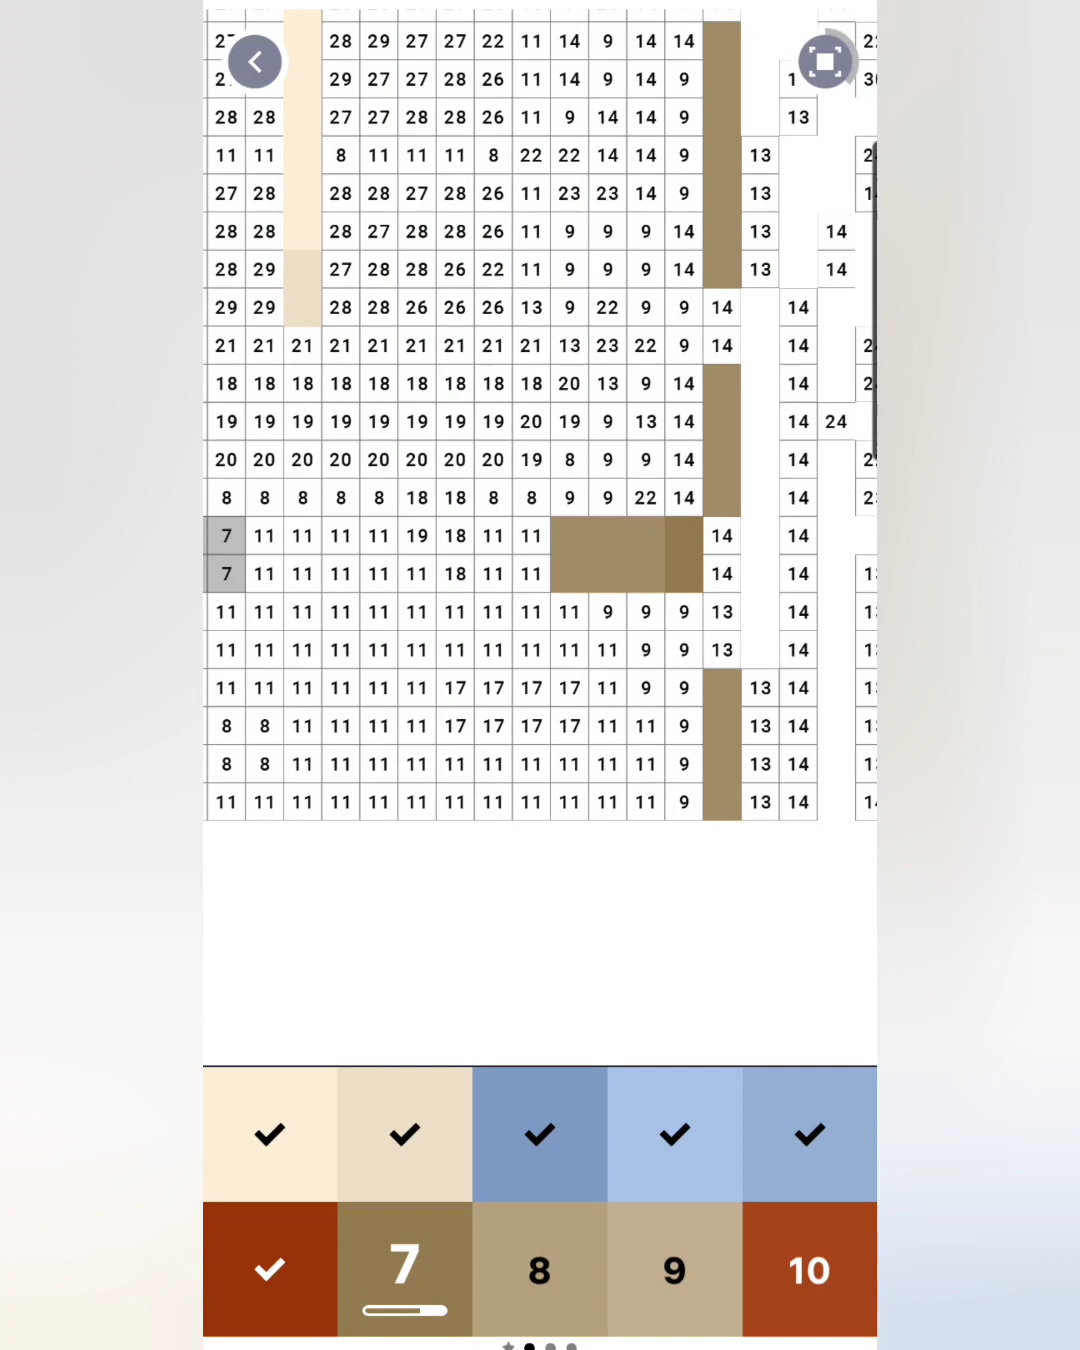 28 29 27 27 22 11 14 9 14 14
29 27 27 28 26 11 14 9 14 9
28 28 27 27 28 28 26 11 9 14 14 9 13
11 11 8 11 11 11 8 22 22 14 14 9 13
27 28 28 28 27 28 26 11 23 23 14 9 13
28 28 28 27 28 28 26 11 9 9 9 14 13 14
28 29 27 28 28 26 22 11 9 9 9 14 13 14
29 29 28 28 26 26 26 13 9 22 9 9 14 14
21 21 21 21 21 21 21 21 21 13 23 22 9 14 14
18 18 18 18 18 18 18 18 18 20 13 9 14 14
19 19 19 19 19 19 19 19 20 19 9 13 14 14 24
20 20 20 20 20 20 20 20 19 8 9 9 14 14
8 8 8 8 8 18 18 8 8 9 9 22 14 14
7 11 11 11 11 19 18 11 11 14 14
7 11 11 11 11 11 18 11 11 14 14
11 11 11 11 11 11 11 11 11 11 9 9 9 13 14
11 11 11 11 11 11 11 11 11 11 11 9 9 13 14
11 11 11 11 11 11 17 17 17 17 11 9 9 13 14
8 8 11 11 11 11 17 17 17 17 11 11 9 13 14
8 8 11 11 11 11 11 11 11 11 11 11 9 13 14
11 11 11 11 11 11 11 11 11 11 11 11 9 13 14
7 8 9 10